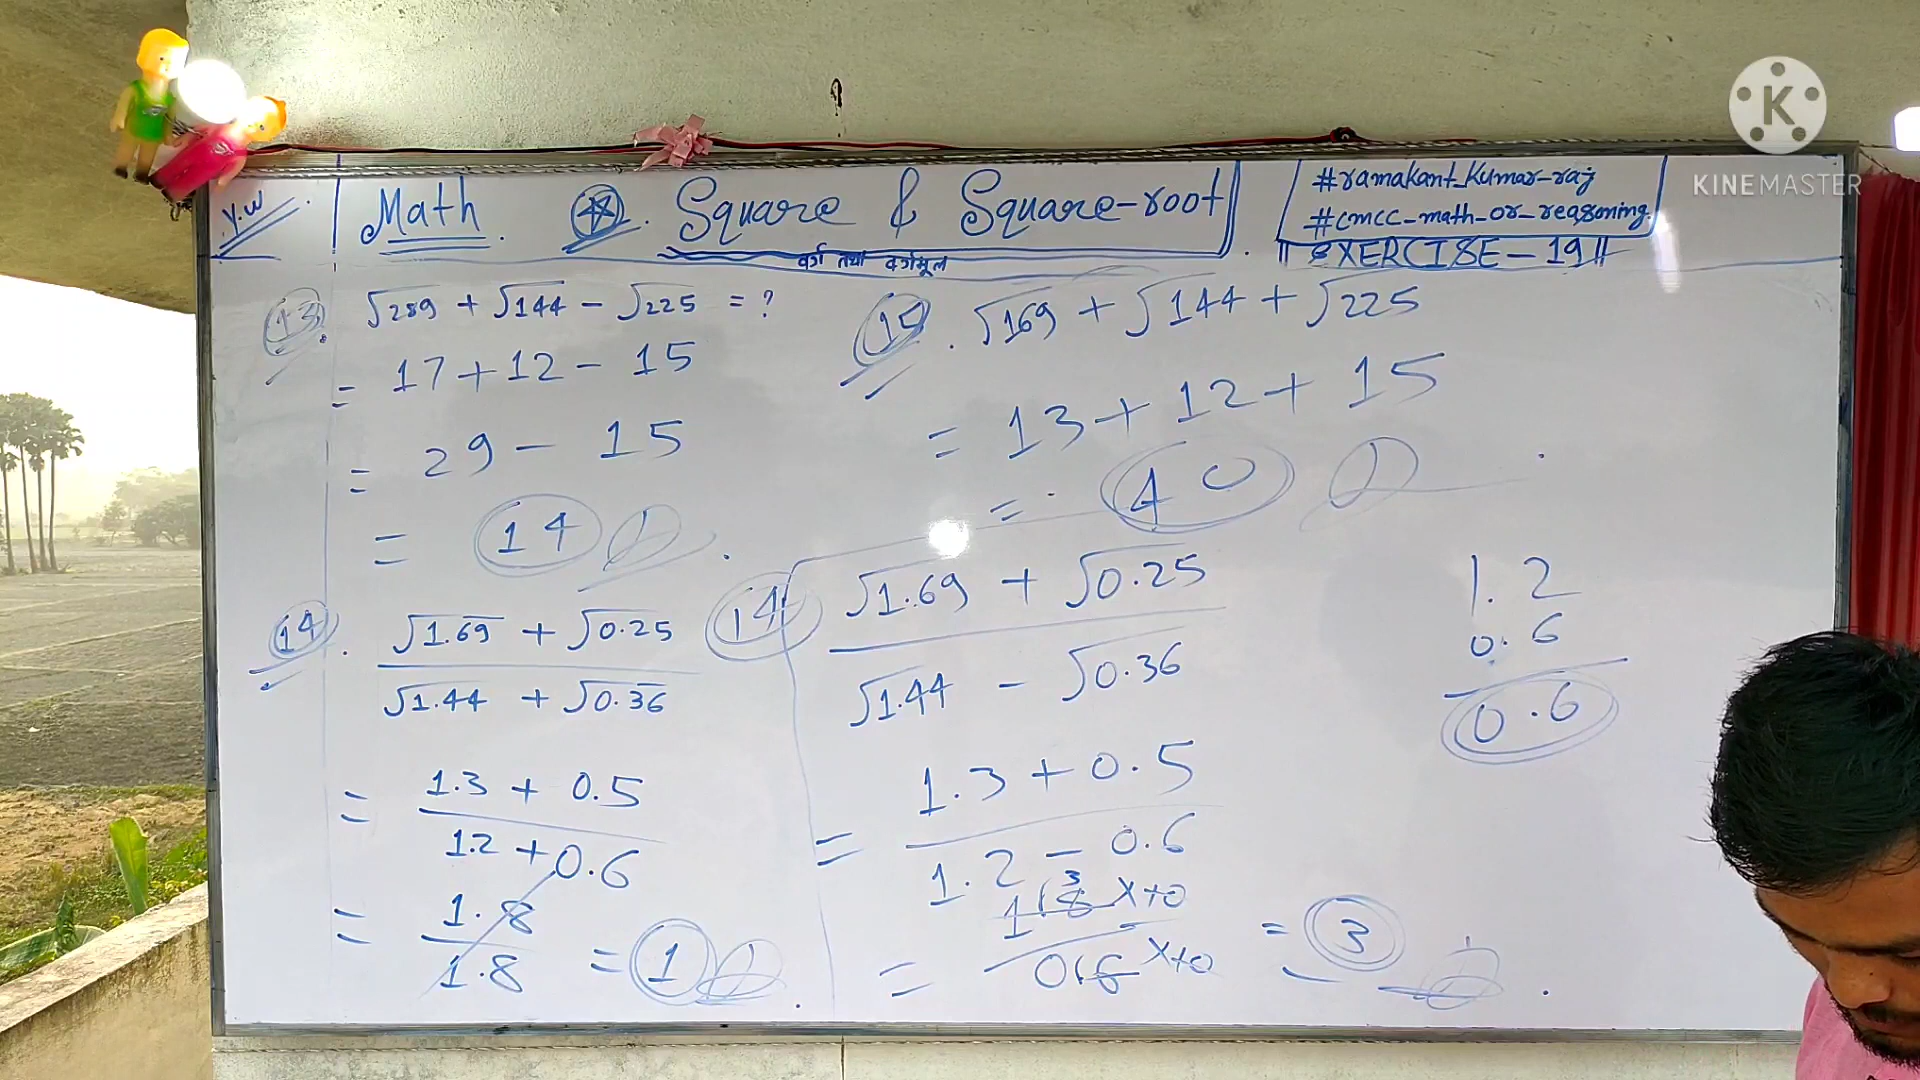 K
KINEMASTER
Y.W
Math
Square & Square-root
वर्ग तथा वर्गमूल
#ramakant_Kumar_raj
#cmcc_math_or_reasoning
EXERCISE-19
13. √289 + √144 - √225 = ?
= 17+12-15
= 29-15
= 14
15. √169 + √144 + √225
= 13+12+15
= 40
14. √1.69 + √0.25
√1.44 + √0.36
= 1.3 + 0.5
1.2 + 0.6
= 1.8
1.8
= 1
14 √1.69 + √0.25
√1.44 - √0.36
= 1.3 + 0.5
1.2 - 0.6
3
= 1.8 × 10
0.6 × 10
= 3
1.2
0.6
0.6